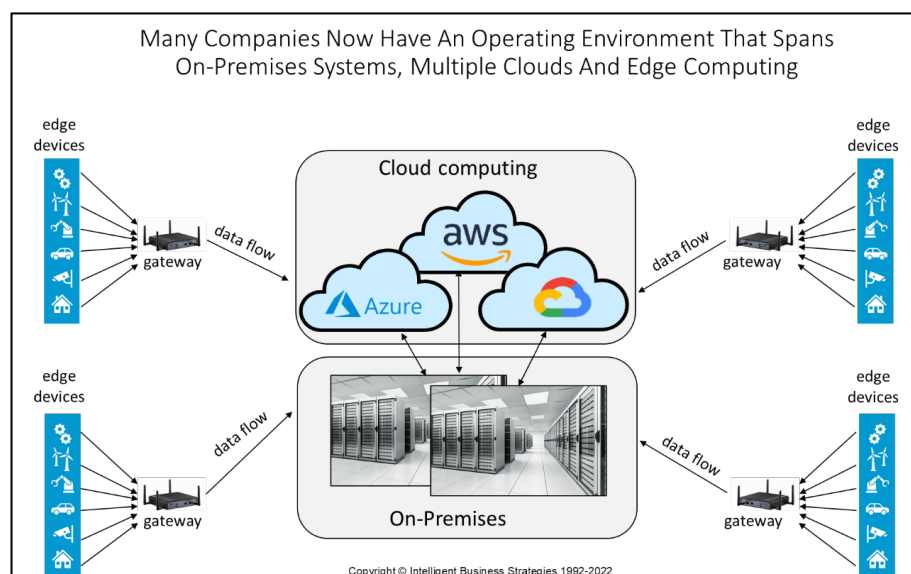 Many Companies Now Have An Operating Environment That Spans
On-Premises Systems, Multiple Clouds And Edge Computing
edge
devices
gateway
data flow
Cloud computing
aws
Azure
edge
devices
gateway
data flow
edge
devices
gateway
data flow
On-Premises
edge
devices
gateway
data flow
Copyright © Intelligent Business Strategies 1992-2022